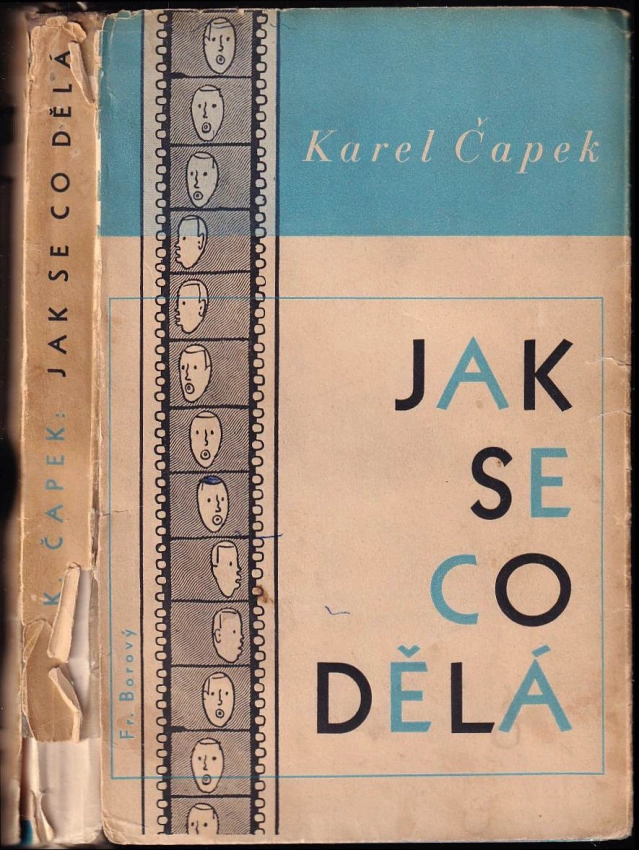 K. ČAPEK: JAK SE CO DĚLÁ
Karel Čapek
JAK
SE
CO
DĚLÁ
Fr. Borový